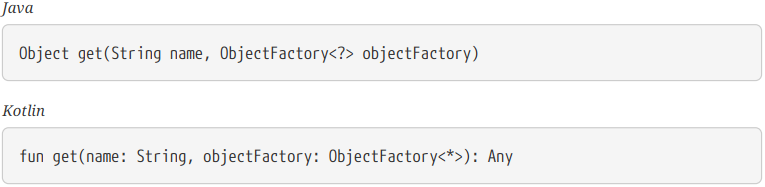 Java
Object get(String name, ObjectFactory<?> objectFactory)
Kotlin
fun get(name: String, objectFactory: ObjectFactory<*>): Any